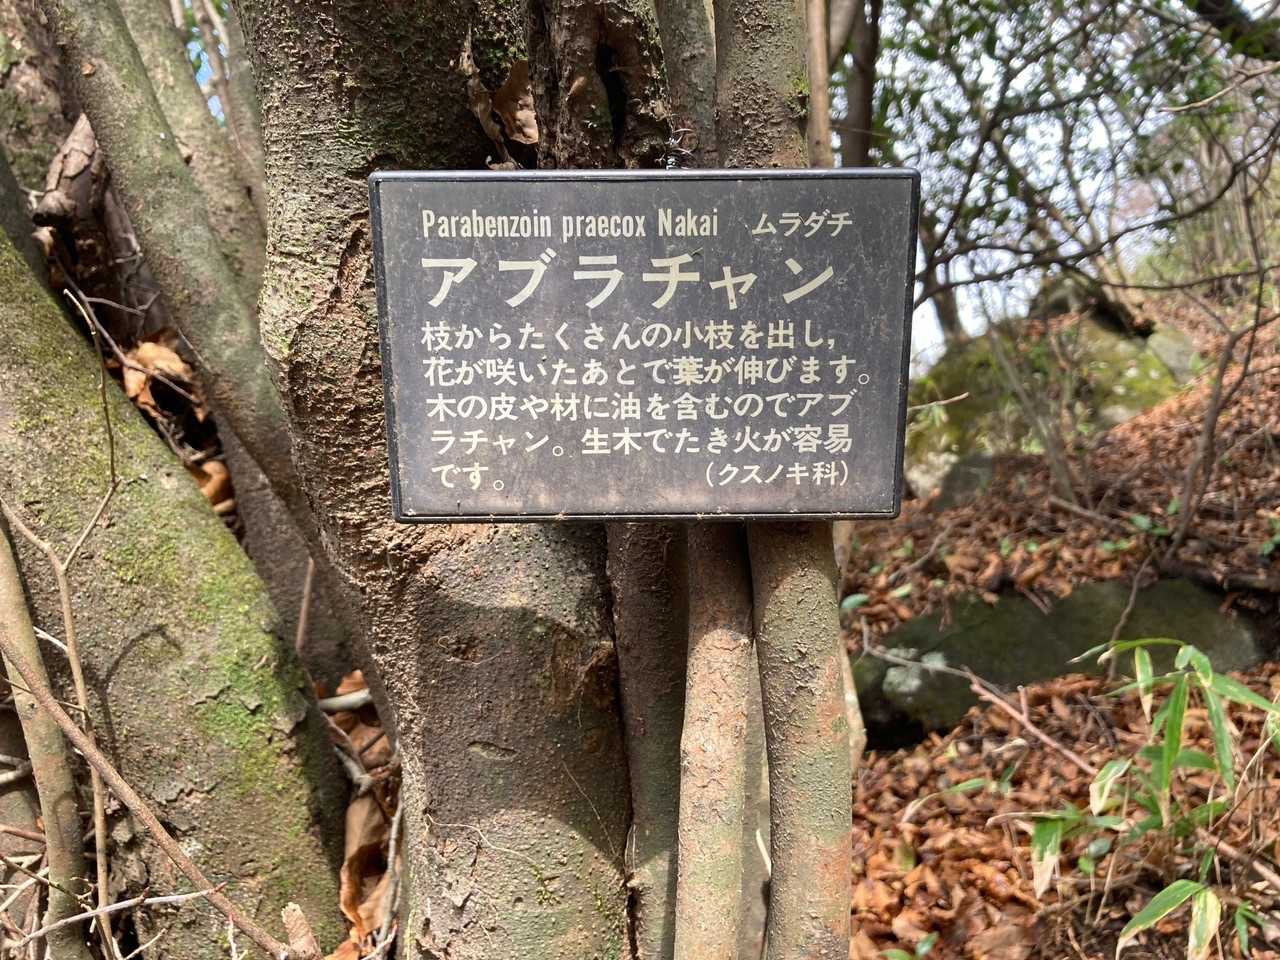 Parabenzoin praecox Nakai ムラダチ
アブラチャン
枝からたくさんの小枝を出し,
花が咲いたあとで葉が伸びます。
木の皮や材に油を含むのでアブ
ラチャン。生木でたき火が容易
です。 (クスノキ科)